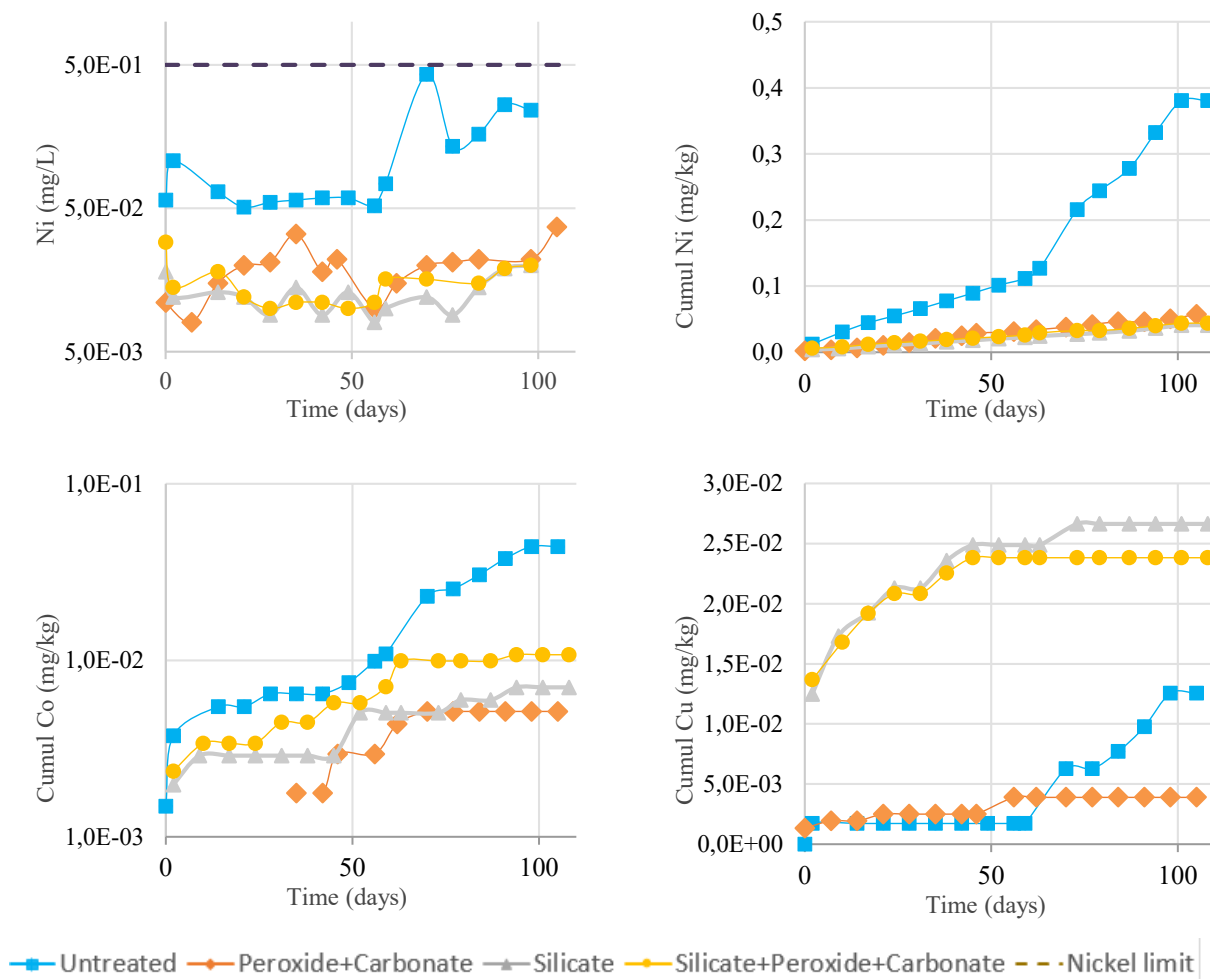 Ni (mg/L)
5,0E-01
5,0E-02
5,0E-03
0
50
100
Time (days)
Cumul Ni (mg/kg)
0,5
0,4
0,3
0,2
0,1
0,0
0
50
100
Time (days)
Cumul Co (mg/kg)
1,0E-01
1,0E-02
1,0E-03
0
50
100
Time (days)
Cumul Cu (mg/kg)
3,0E-02
2,5E-02
2,0E-02
1,5E-02
1,0E-02
5,0E-03
0,0E+00
0
50
100
Time (days)
Untreated Peroxide+Carbonate Silicate Silicate+Peroxide+Carbonate Nickel limit